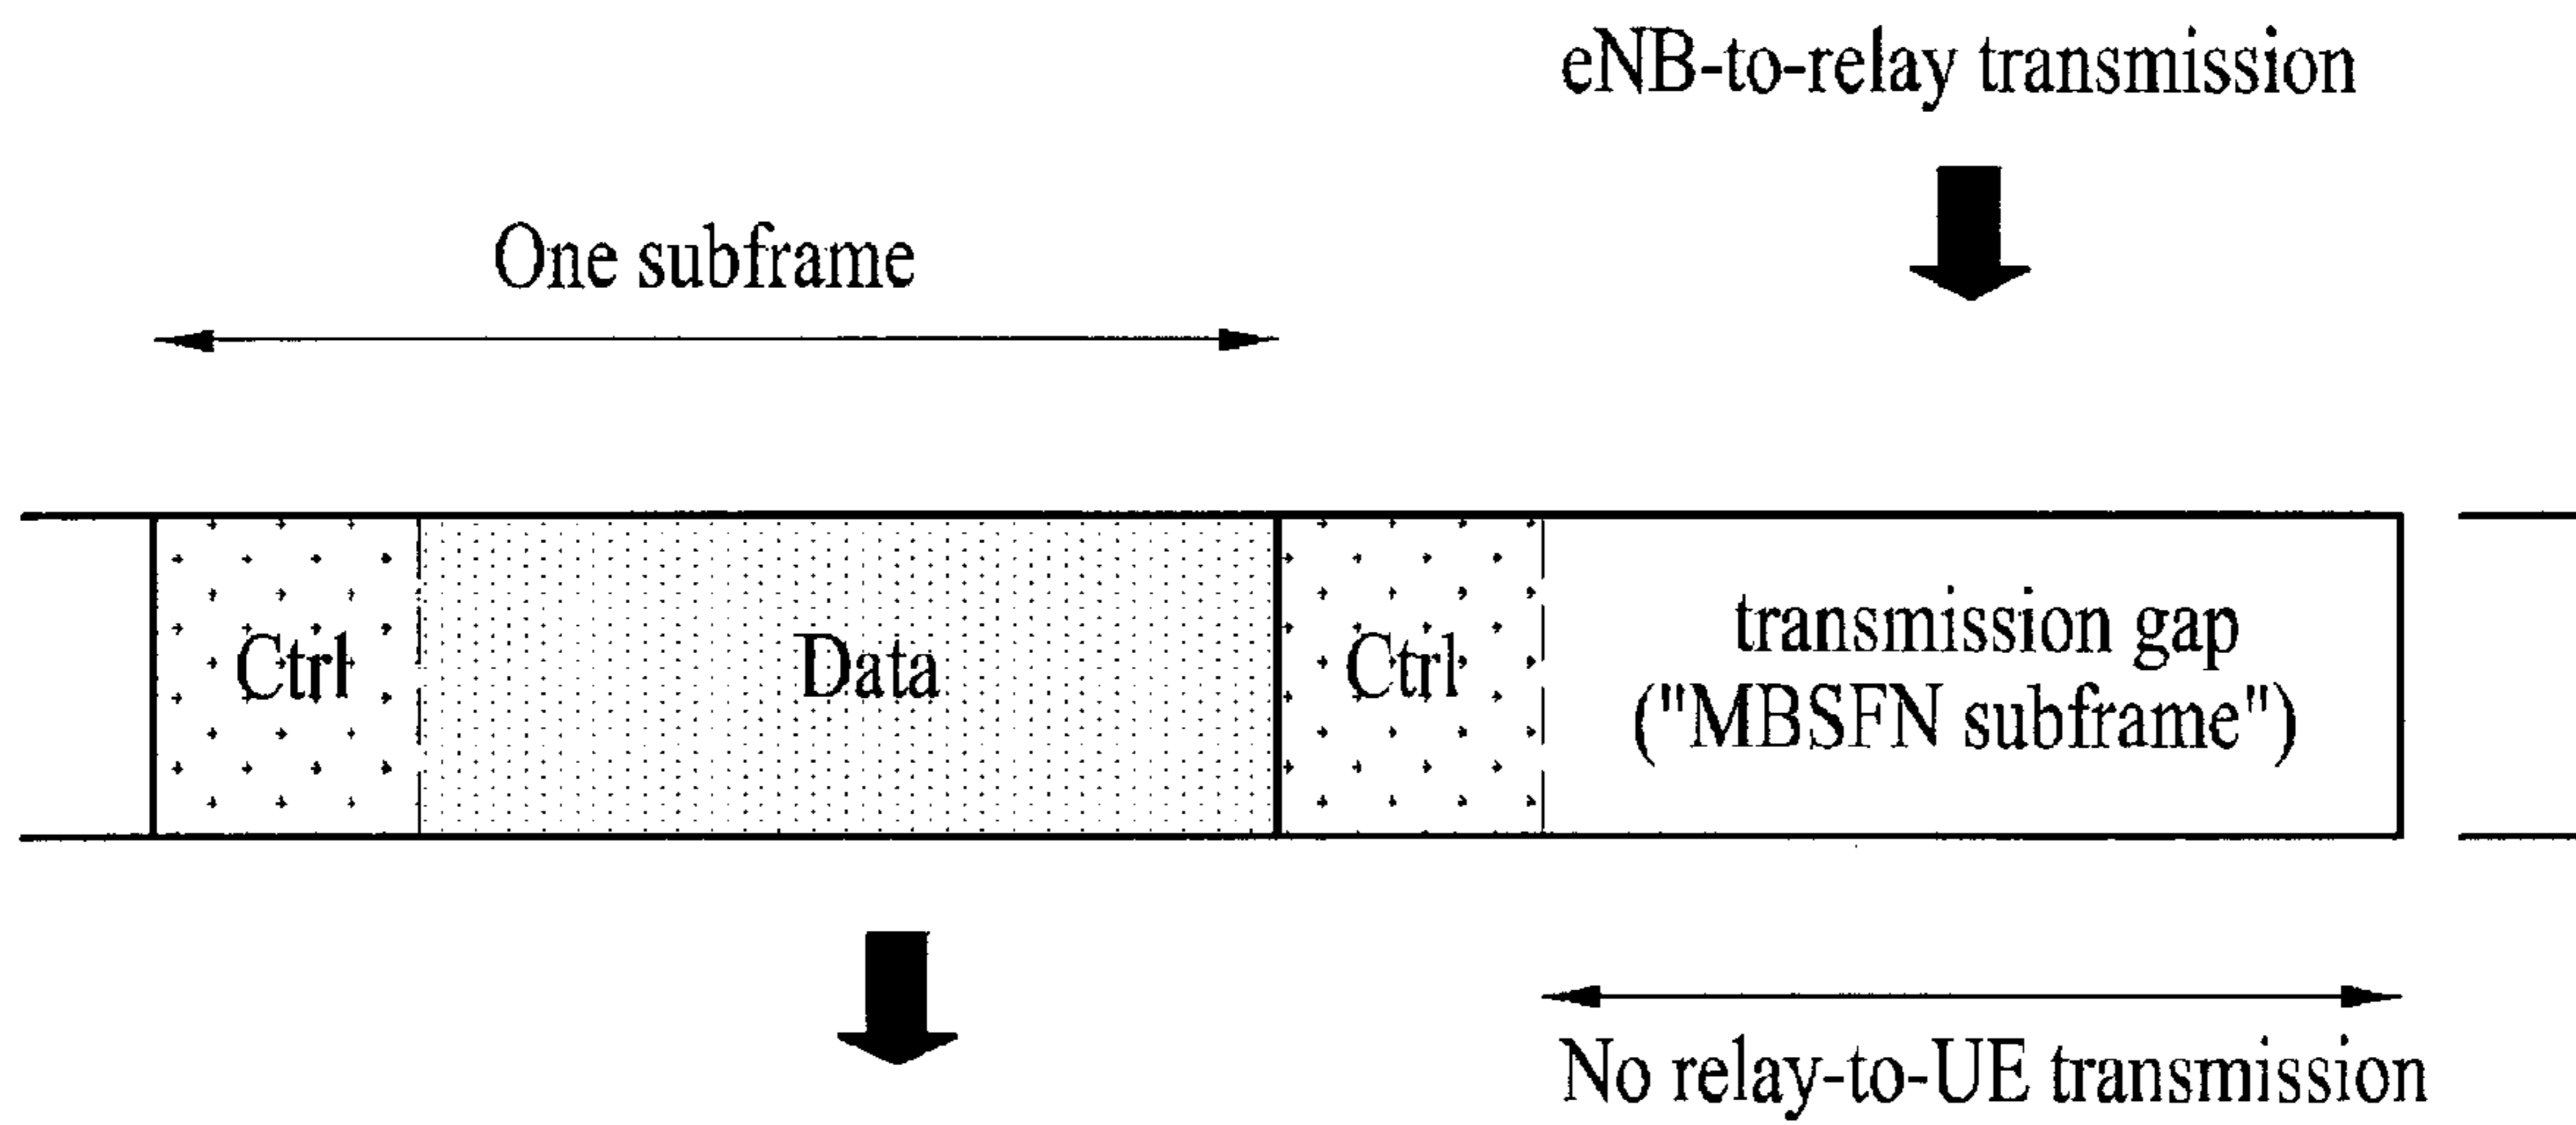 eNB-to-relay transmission
One subframe
Ctrl
Data
Ctrl
transmission gap
("MBSFN subframe")
No relay-to-UE transmission